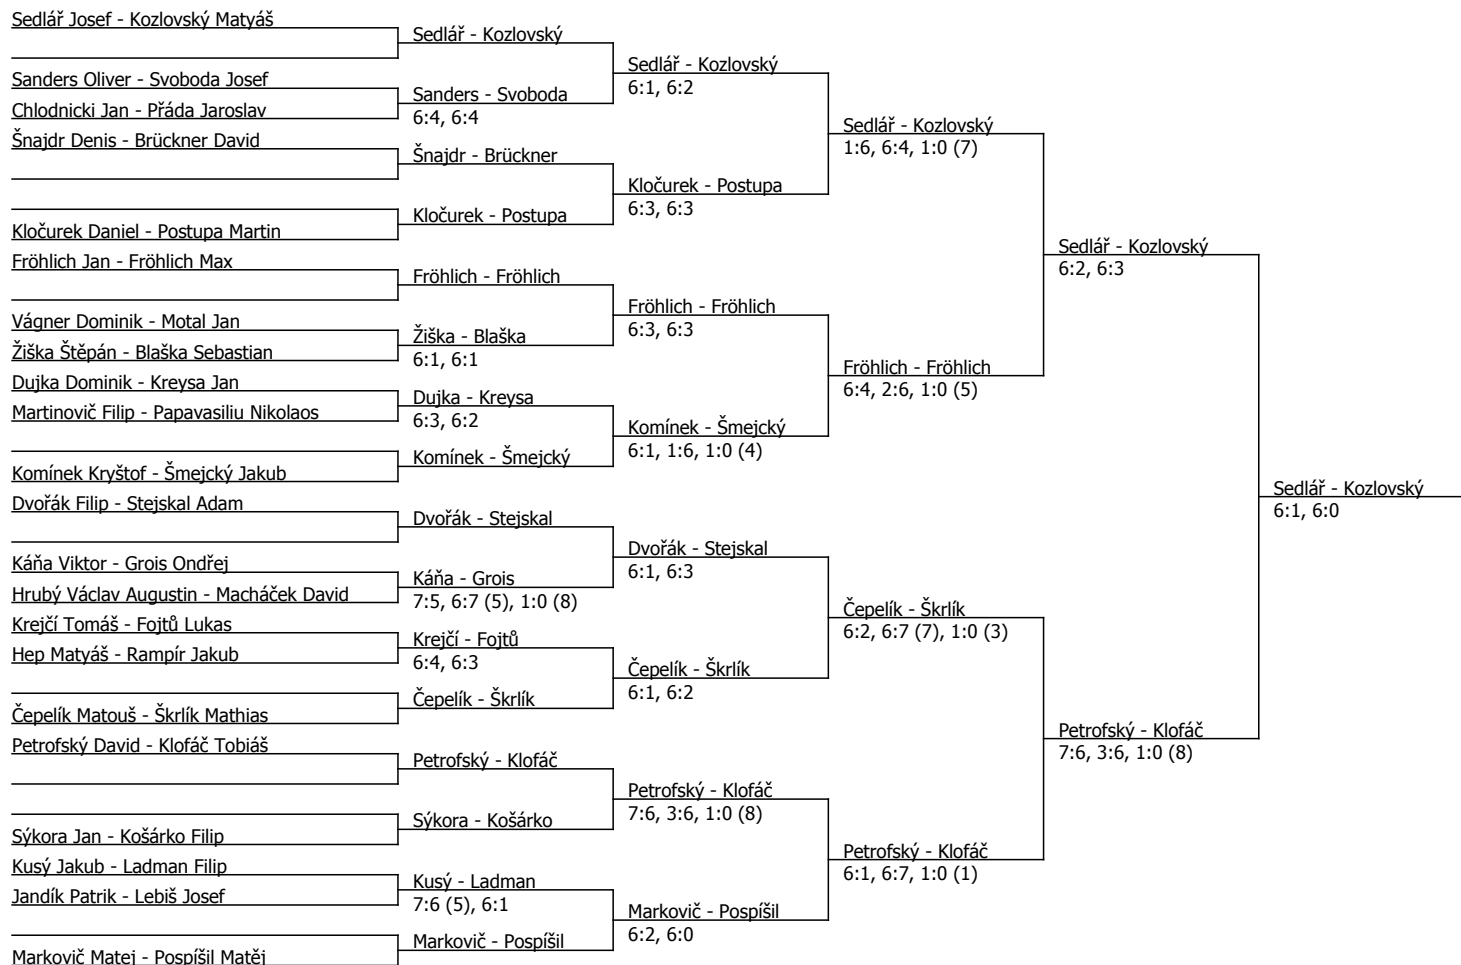 Sedlář Josef - Kozlovský Matyáš
Sanders Oliver - Svoboda Josef
Chlodnicki Jan - Přáda Jaroslav
Šnajdr Denis - Brückner David
Kločurek Daniel - Postupa Martin
Fröhlich Jan - Fröhlich Max
Vágner Dominik - Motal Jan
Žiška Štěpán - Blaška Sebastian
Dujka Dominik - Kreysa Jan
Martinovič Filip - Papavasiliu Nikolaos
Komínek Kryštof - Šmejcký Jakub
Dvořák Filip - Stejskal Adam
Káňa Viktor - Grois Ondřej
Hrubý Václav Augustin - Macháček David
Krejčí Tomáš - Fojtů Lukas
Hep Matyáš - Rampír Jakub
Čepelík Matouš - Škrlík Mathias
Petrofský David - Klofáč Tobiáš
Sýkora Jan - Košárko Filip
Kusý Jakub - Ladman Filip
Jandík Patrik - Lebiš Josef
Markovič Matej - Pospíšil Matěj
Sedlář - Kozlovský
Sanders - Svoboda
6:4, 6:4
Šnajdr - Brückner
Kločurek - Postupa
Fröhlich - Fröhlich
Žiška - Blaška
6:1, 6:1
Dujka - Kreysa
6:3, 6:2
Komínek - Šmejcký
Dvořák - Stejskal
Káňa - Grois
7:5, 6:7 (5), 1:0 (8)
Krejčí - Fojtů
6:4, 6:3
Čepelík - Škrlík
Petrofský - Klofáč
Sýkora - Košárko
Kusý - Ladman
7:6 (5), 6:1
Markovič - Pospíšil
Sedlář - Kozlovský
6:1, 6:2
Kločurek - Postupa
6:3, 6:3
Fröhlich - Fröhlich
6:3, 6:3
Komínek - Šmejcký
6:1, 1:6, 1:0 (4)
Dvořák - Stejskal
6:1, 6:3
Čepelík - Škrlík
6:1, 6:2
Petrofský - Klofáč
7:6, 3:6, 1:0 (8)
Markovič - Pospíšil
6:2, 6:0
Sedlář - Kozlovský
1:6, 6:4, 1:0 (7)
Fröhlich - Fröhlich
6:4, 2:6, 1:0 (5)
Čepelík - Škrlík
6:2, 6:7 (7), 1:0 (3)
Petrofský - Klofáč
6:1, 6:7, 1:0 (1)
Sedlář - Kozlovský
6:2, 6:3
Petrofský - Klofáč
7:6, 3:6, 1:0 (8)
Sedlář - Kozlovský
6:1, 6:0